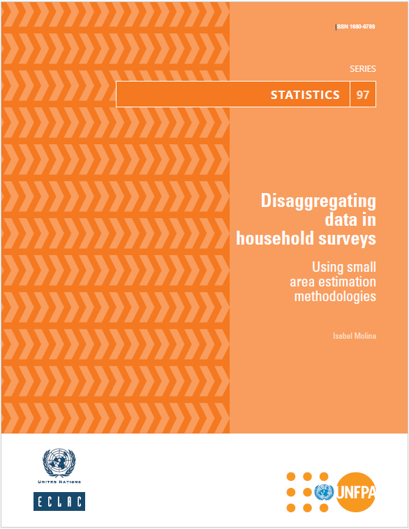 ISSN 1680-8789
SERIES
STATISTICS 97
Disaggregating
data in
household surveys
Using small
area estimation
methodologies
Isabel Molina
UNITED NATIONS
ECLAC
UNFPA